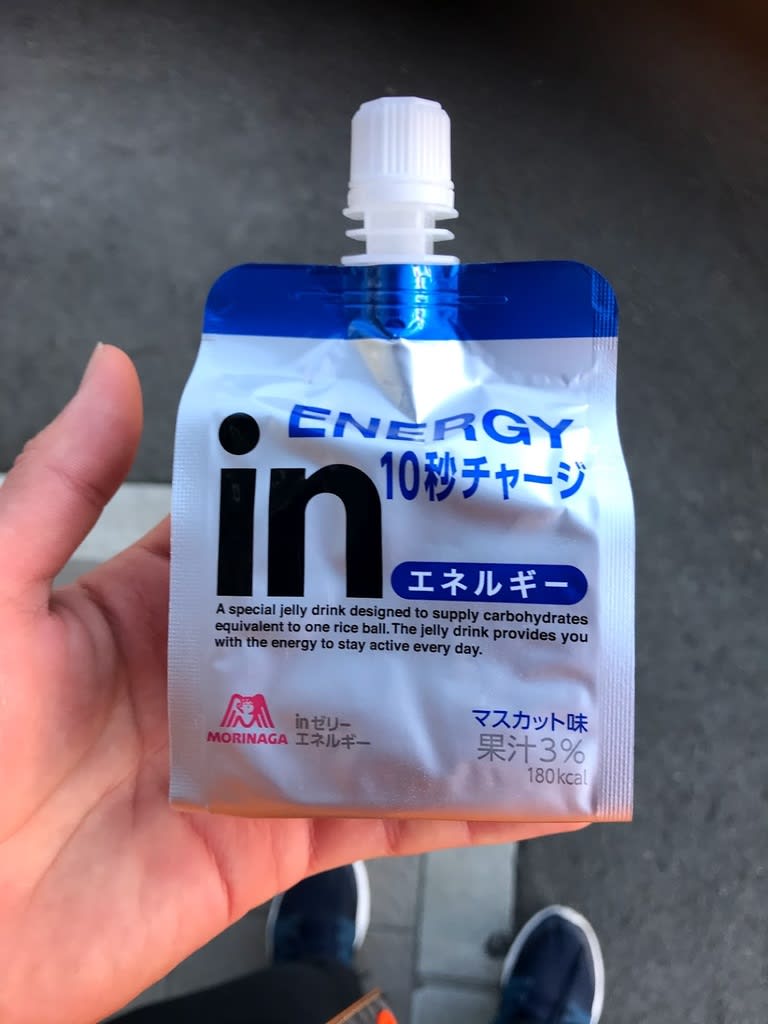 ENERGY
in 10秒チャージ
エネルギー
A special jelly drink designed to supply carbohydrates
equivalent to one rice ball. The jelly drink provides you
with the energy to stay active every day.
MORINAGA
inゼリー
エネルギー
マスカット味
果汁3%
180kcal